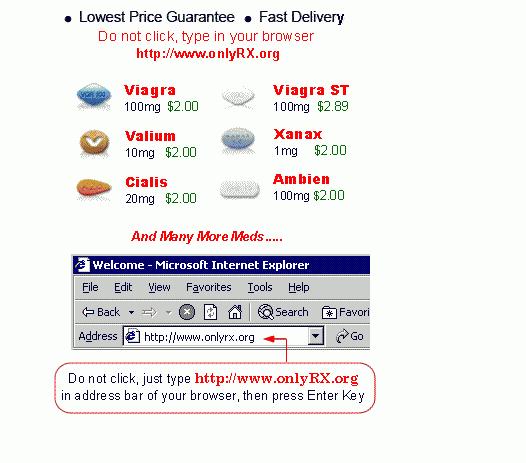 • Lowest Price Guarantee • Fast Delivery
Do not click, type in your browser
http://www.onlyRX.org
Viagra
100mg $2.00
Viagra ST
100mg $2.89
Valium
10mg $2.00
Xanax
1mg $2.00
Cialis
20mg $2.00
Ambien
100mg $2.00
And Many More Meds.....
Welcome - Microsoft Internet Explorer
File Edit View Favorites Tools Help
Back Search Favori
Address http://www.onlyrx.org Go
Do not click, just type http://www.onlyRX.org
in address bar of your browser, then press Enter Key